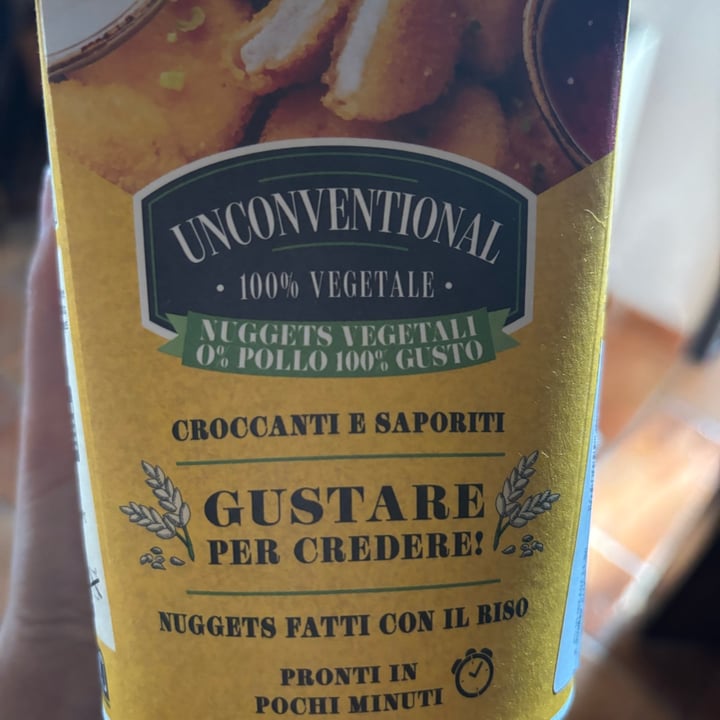 UNCONVENTIONAL
• 100% VEGETALE •
NUGGETS VEGETALI
0% POLLO 100% GUSTO
CROCCANTI E SAPORITI
GUSTARE
PER CREDERE!
NUGGETS FATTI CON IL RISO
PRONTI IN
POCHI MINUTI